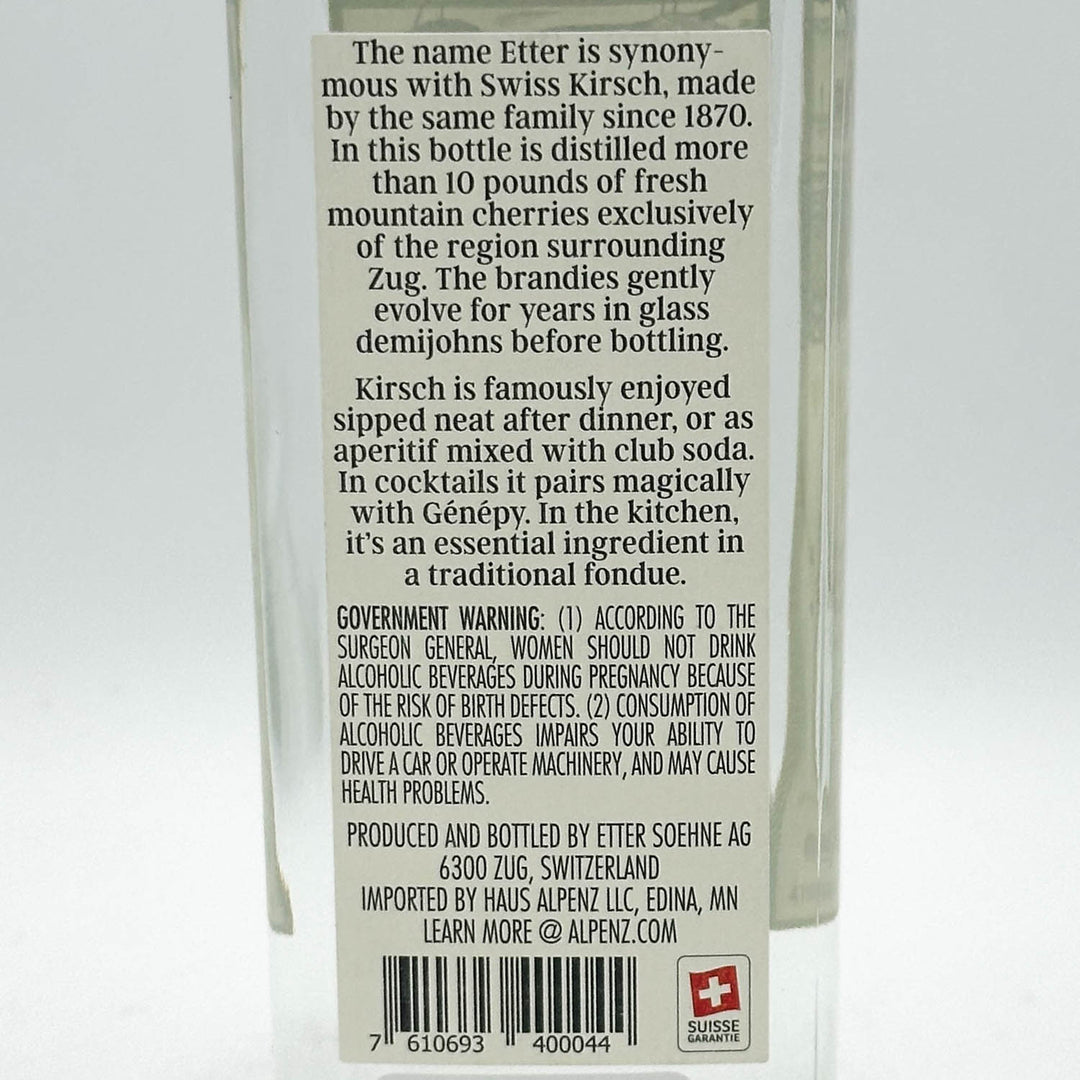 The name Etter is synony-
mous with Swiss Kirsch, made
by the same family since 1870.
In this bottle is distilled more
than 10 pounds of fresh
mountain cherries exclusively
of the region surrounding
Zug. The brandies gently
evolve for years in glass
demijohns before bottling.
Kirsch is famously enjoyed
sipped neat after dinner, or as
aperitif mixed with club soda.
In cocktails it pairs magically
with Génépy. In the kitchen,
it's an essential ingredient in
a traditional fondue.
GOVERNMENT WARNING: (1) ACCORDING TO THE
SURGEON GENERAL, WOMEN SHOULD NOT DRINK
ALCOHOLIC BEVERAGES DURING PREGNANCY BECAUSE
OF THE RISK OF BIRTH DEFECTS. (2) CONSUMPTION OF
ALCOHOLIC BEVERAGES IMPAIRS YOUR ABILITY TO
DRIVE A CAR OR OPERATE MACHINERY, AND MAY CAUSE
HEALTH PROBLEMS.
PRODUCED AND BOTTLED BY ETTER SOEHNE AG
6300 ZUG, SWITZERLAND
IMPORTED BY HAUS ALPENZ LLC, EDINA, MN
LEARN MORE @ ALPENZ.COM
7 610693 400044
SUISSE
GARANTIE